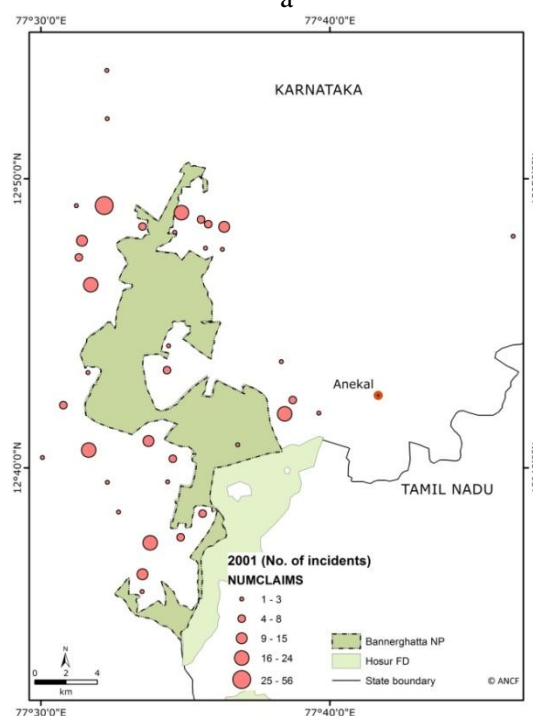 a
77°30'0"E
77°40'0"E
KARNATAKA
12°50'0"N
Anekal
12°40'0"N
TAMIL NADU
2001 (No. of incidents)
NUMCLAIMS
1 - 3
4 - 8
9 - 15
16 - 24
25 - 56
Bannerghatta NP
Hosur FD
State boundary
N
0 2 4
km
© ANCF
77°30'0"E
77°40'0"E